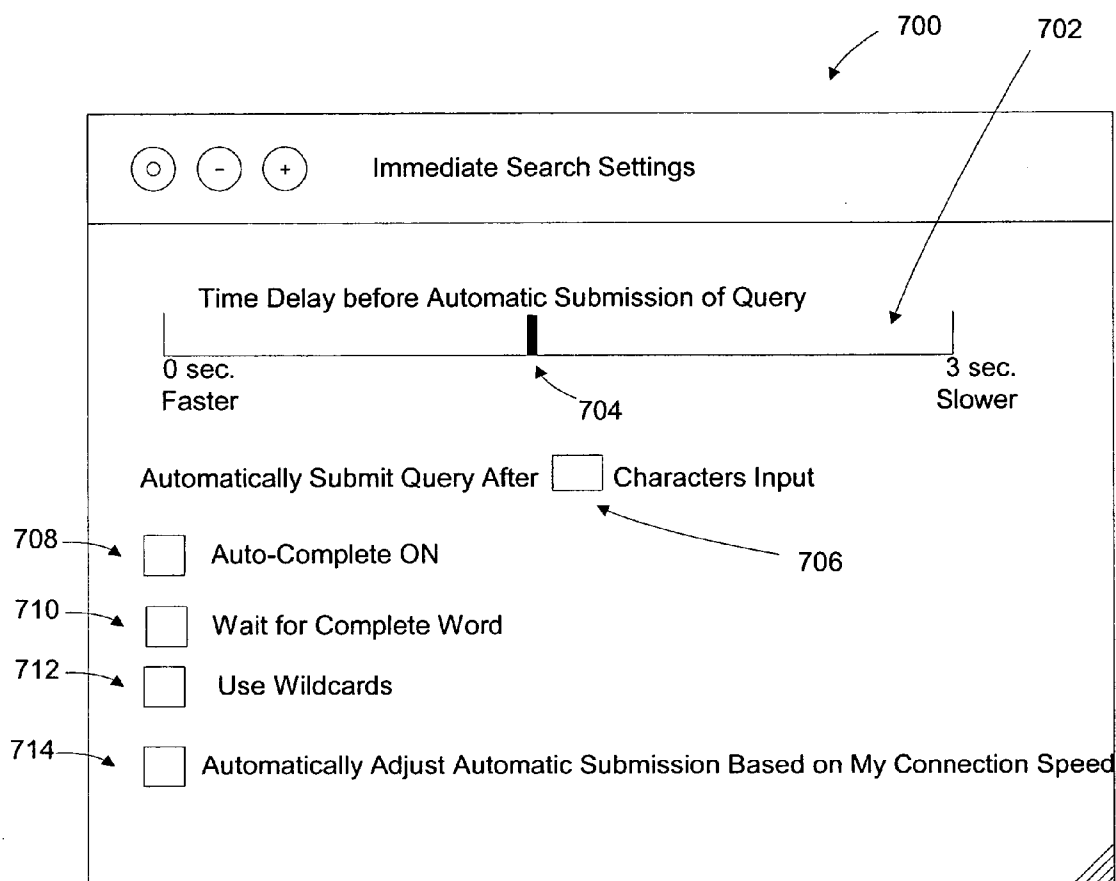 700 702
Immediate Search Settings
Time Delay before Automatic Submission of Query
0 sec. 3 sec.
Faster Slower
704
Automatically Submit Query After Characters Input
706
708 Auto-Complete ON
710 Wait for Complete Word
712 Use Wildcards
714 Automatically Adjust Automatic Submission Based on My Connection Speed